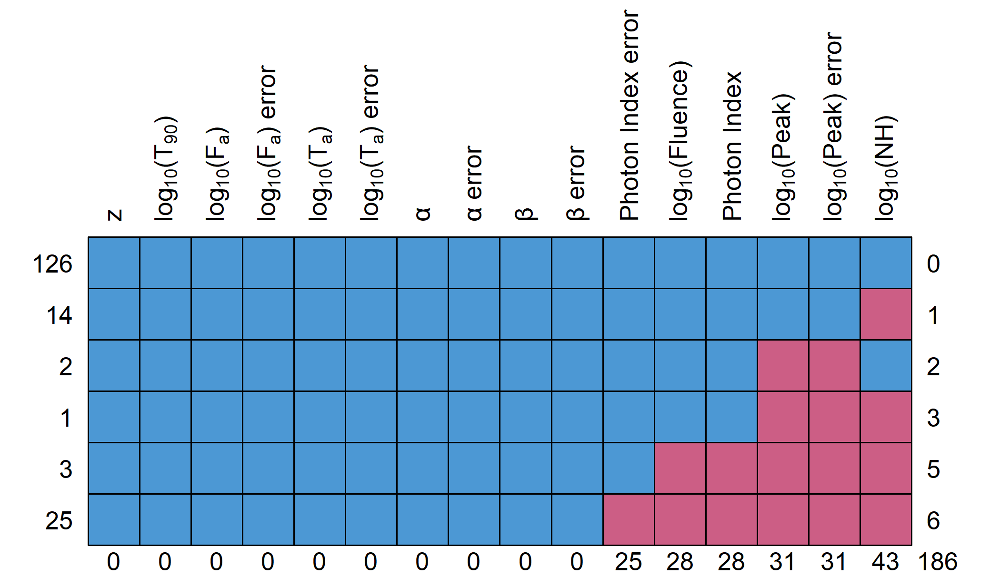 z
log₁₀(T₉₀)
log₁₀(Fₐ)
log₁₀(Fₐ) error
log₁₀(Tₐ)
log₁₀(Tₐ) error
α
α error
β
β error
Photon Index error
log₁₀(Fluence)
Photon Index
log₁₀(Peak)
log₁₀(Peak) error
log₁₀(NH)
126 0
14 1
2 2
1 3
3 5
25 6
0 0 0 0 0 0 0 0 0 0 25 28 28 31 31 43 186